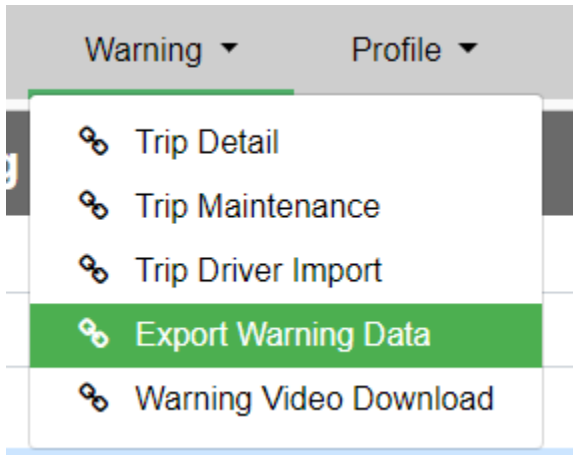 Warning Profile
Trip Detail
Trip Maintenance
Trip Driver Import
Export Warning Data
Warning Video Download